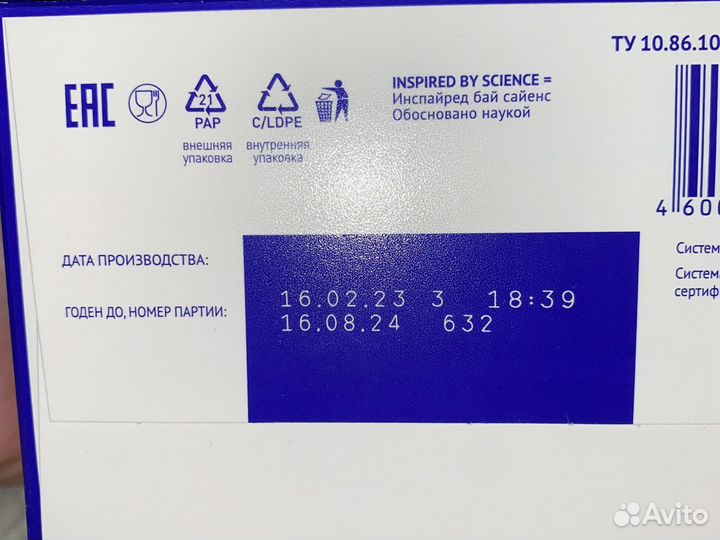 ТУ 10.86.10
EAC
21
PAP
C/LDPE
внешняя
упаковка
внутренняя
упаковка
INSPIRED BY SCIENCE =
Инспайред бай сайенс
Обосновано наукой
4 600
Систем
Система
сертиф
ДАТА ПРОИЗВОДСТВА:
16.02.23 3 18:39
ГОДЕН ДО, НОМЕР ПАРТИИ:
16.08.24 632
Avito